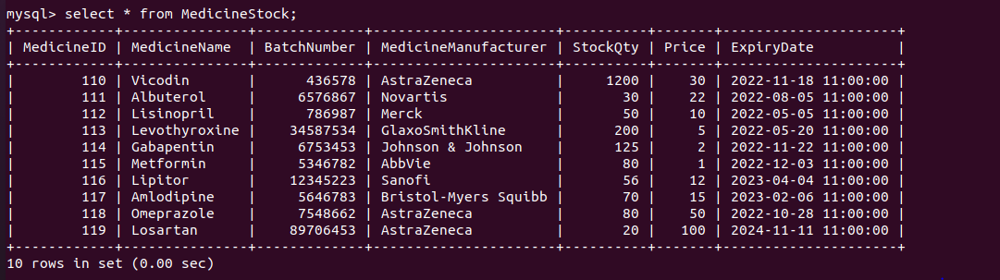 mysql> select * from MedicineStock;
+------------+---------------+-------------+----------------------+----------+-------+---------------------+
| MedicineID | MedicineName  | BatchNumber | MedicineManufacturer | StockQty | Price | ExpiryDate          |
+------------+---------------+-------------+----------------------+----------+-------+---------------------+
|        110 | Vicodin       |      436578 | AstraZeneca          |     1200 |    30 | 2022-11-18 11:00:00 |
|        111 | Albuterol     |     6576867 | Novartis             |       30 |    22 | 2022-08-05 11:00:00 |
|        112 | Lisinopril    |      786987 | Merck                |       50 |    10 | 2022-05-05 11:00:00 |
|        113 | Levothyroxine |    34587534 | GlaxoSmithKline      |      200 |     5 | 2022-05-20 11:00:00 |
|        114 | Gabapentin    |     6753453 | Johnson & Johnson    |      125 |     2 | 2022-11-22 11:00:00 |
|        115 | Metformin     |     5346782 | AbbVie               |       80 |     1 | 2022-12-03 11:00:00 |
|        116 | Lipitor       |    12345223 | Sanofi               |       56 |    12 | 2023-04-04 11:00:00 |
|        117 | Amlodipine    |     5646783 | Bristol-Myers Squibb |       70 |    15 | 2023-02-06 11:00:00 |
|        118 | Omeprazole    |     7548662 | AstraZeneca          |       80 |    50 | 2022-10-28 11:00:00 |
|        119 | Losartan      |    89706453 | AstraZeneca          |       20 |   100 | 2024-11-11 11:00:00 |
+------------+---------------+-------------+----------------------+----------+-------+---------------------+
10 rows in set (0.00 sec)